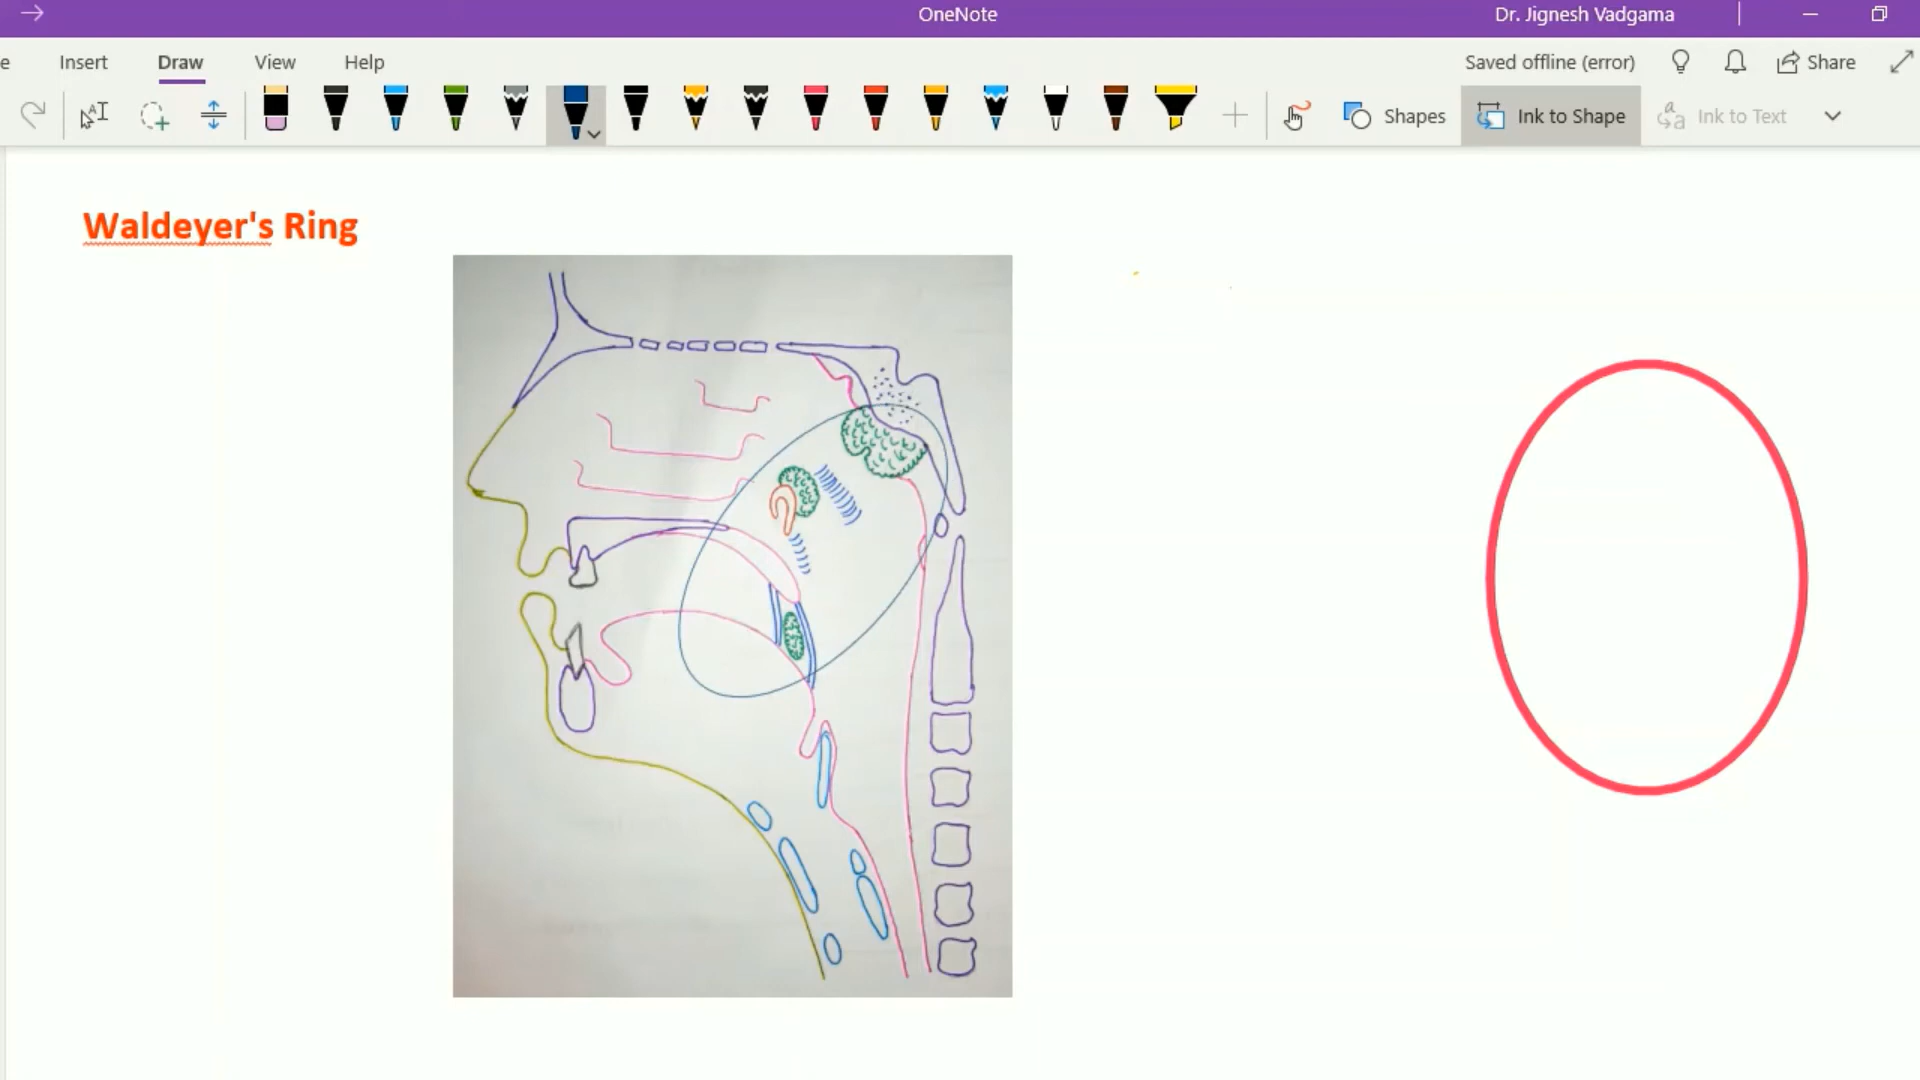 OneNote
Dr. Jignesh Vadgama
e Insert Draw View Help
Saved offline (error)
Share
Shapes
Ink to Shape
Ink to Text
Waldeyer's Ring